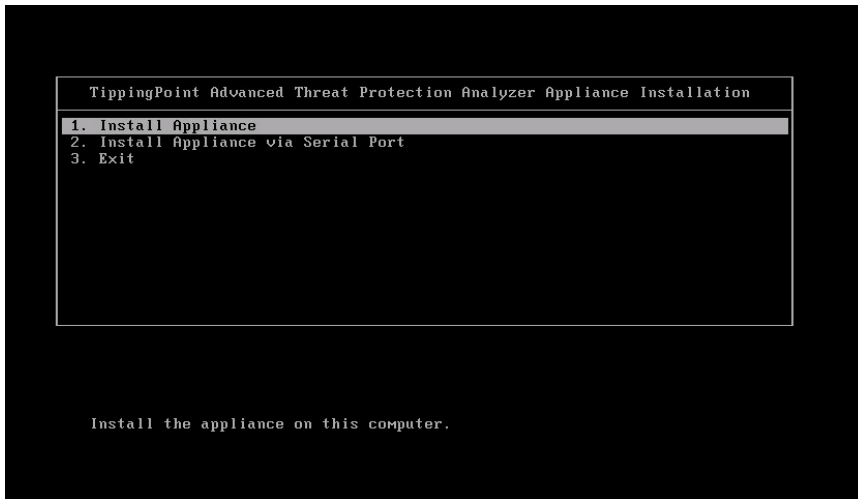 TippingPoint Advanced Threat Protection Analyzer Appliance Installation
1. Install Appliance
2. Install Appliance via Serial Port
3. Exit
Install the appliance on this computer.